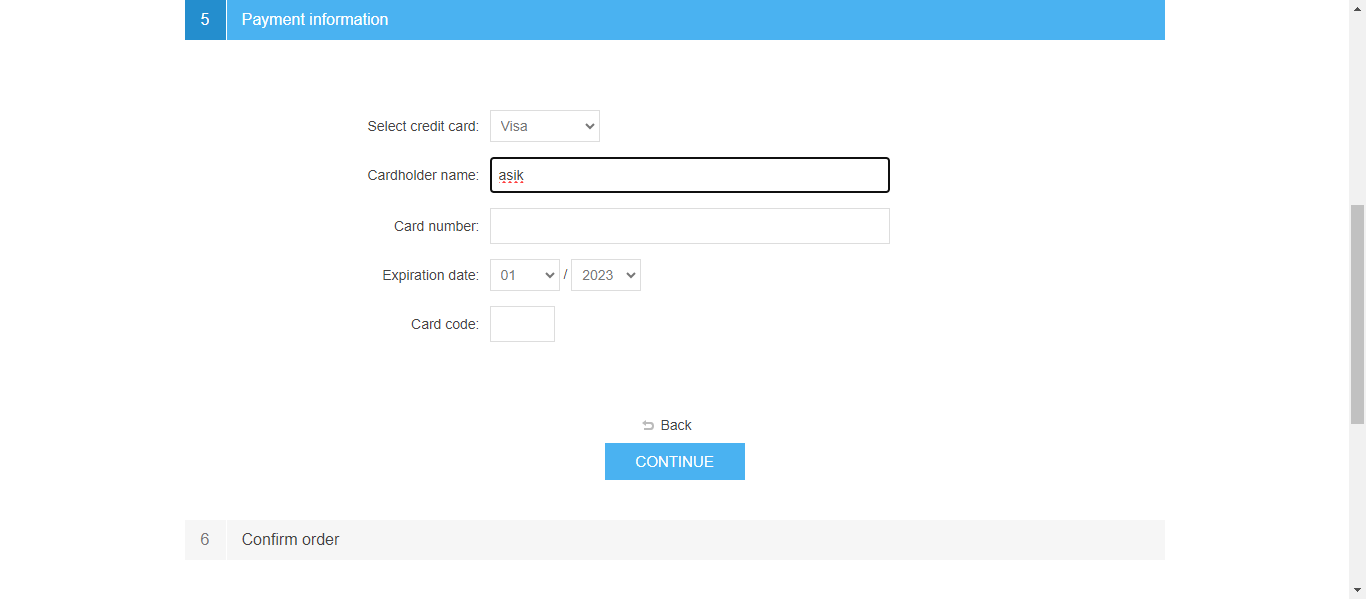 5 Payment information
Select credit card: Visa
Cardholder name: asik
Card number:
Expiration date: 01 / 2023
Card code:
Back
CONTINUE
6 Confirm order